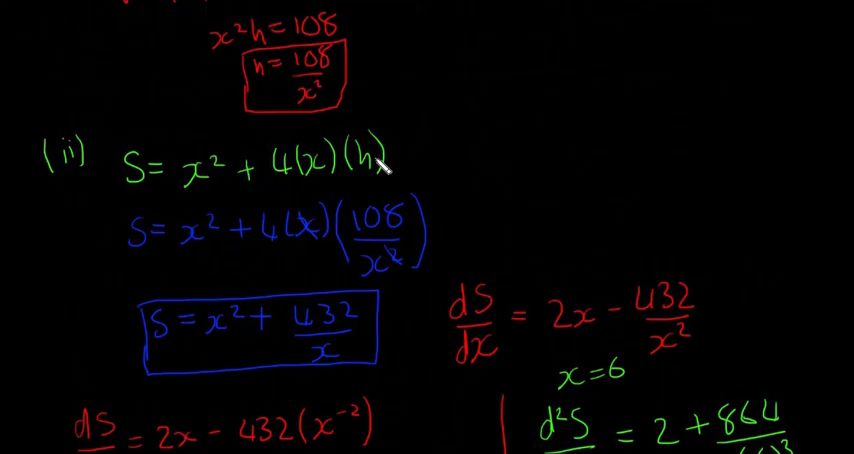 x²h = 108
h = 108/x²
(ii) S = x² + 4(x)(h)
S = x² + 4(x)(108/x²)
S = x² + 432/x
dS/dx = 2x - 432/x²
x = 6
dS = 2x - 432(x⁻²)
d²S = 2 + 864